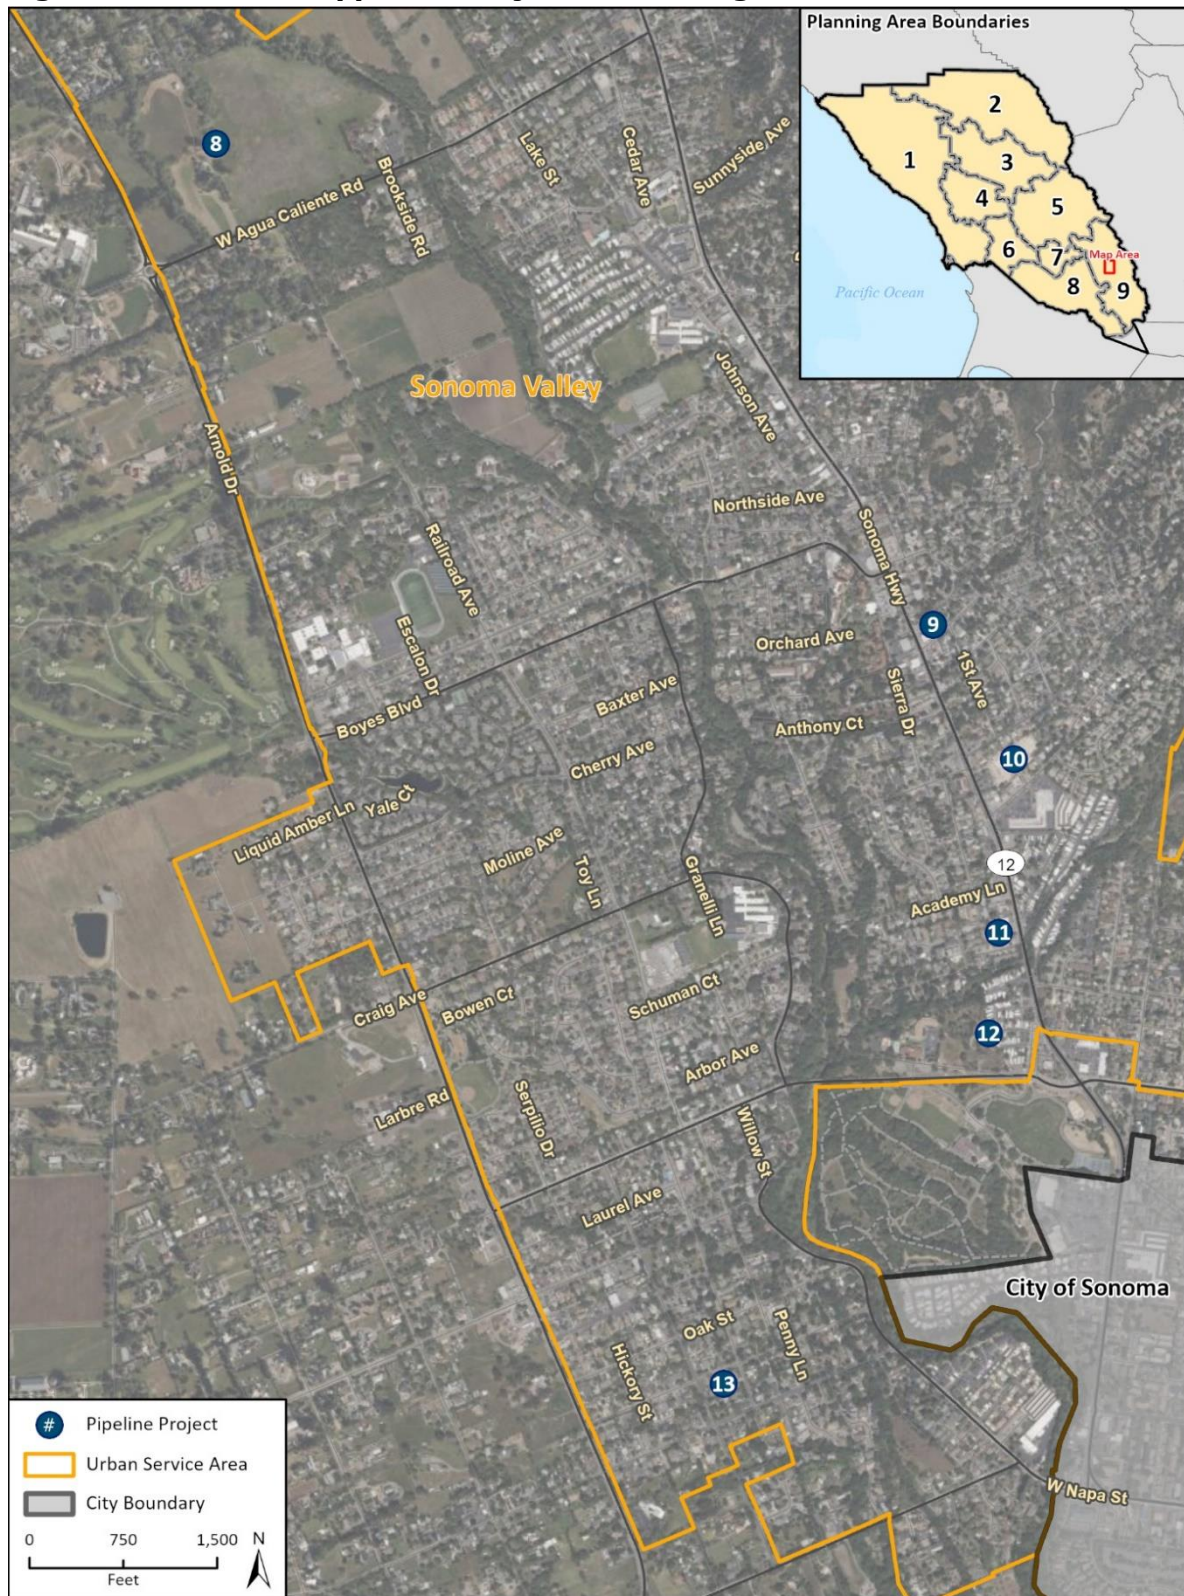 Planning Area Boundaries
2
1
3
4
5
6
7
Map Area
8
9
Pacific Ocean
8
W Agua Caliente Rd
Brookside Rd
Lake St
Cedar Ave
Sunnyside Ave
Sonoma Valley
Johnson Ave
Arnold Dr
Northside Ave
Sonoma Hwy
Railroad Ave
Escalon Dr
9
Orchard Ave
1St Ave
Sierra Dr
Baxter Ave
Boyes Blvd
Anthony Ct
Cherry Ave
10
Yale Ct
Liquid Amber Ln
Moline Ave
Toy Ln
Granelli Ln
12
Academy Ln
11
Craig Ave
Bowen Ct
Schuman Ct
12
Arbor Ave
Larbre Rd
Serpilio Dr
Willow St
Laurel Ave
City of Sonoma
Oak St
Penny Ln
Hickory St
13
W Napa St
# Pipeline Project
Urban Service Area
City Boundary
0 750 1,500 N
Feet